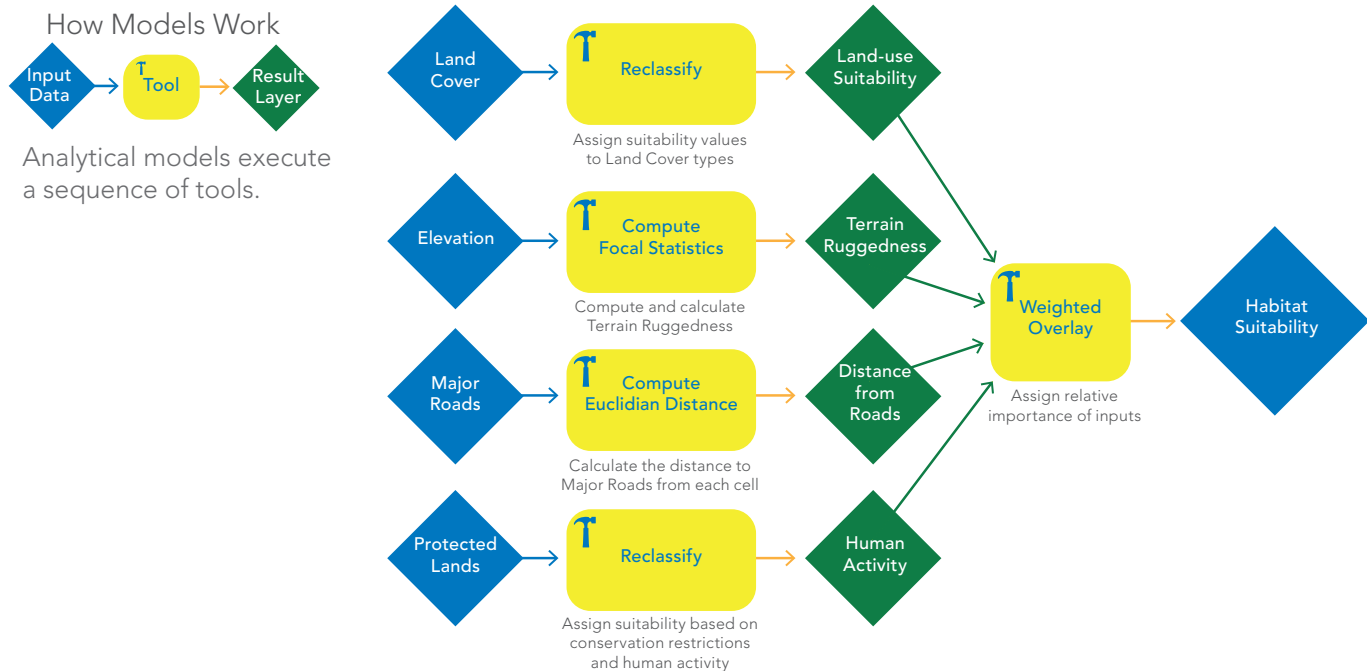 How Models Work
Input
Data
Tool
Result
Layer
Analytical models execute
a sequence of tools.
Land
Cover
Reclassify
Assign suitability values
to Land Cover types
Land-use
Suitability
Elevation
Compute
Focal Statistics
Compute and calculate
Terrain Ruggedness
Terrain
Ruggedness
Major
Roads
Compute
Euclidian Distance
Calculate the distance to
Major Roads from each cell
Distance
from
Roads
Protected
Lands
Reclassify
Assign suitability based on
conservation restrictions
and human activity
Human
Activity
Weighted
Overlay
Assign relative
importance of inputs
Habitat
Suitability